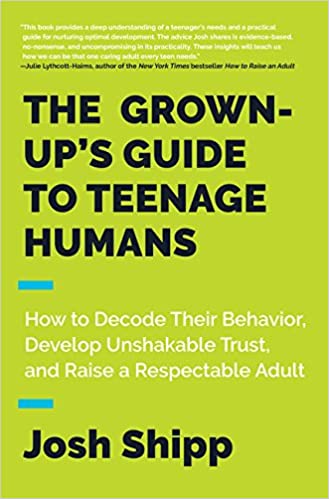 "This book provides a deep understanding of a teenager's needs and a practical
guide for nurturing optimal development. The advice Josh shares is evidence-based,
no-nonsense, and uncompromising in its practicality. These insights will teach us
how we can be that one caring adult every teen needs."
—Julie Lythcott-Haims, author of the New York Times bestseller How to Raise an Adult
THE GROWN-
UP'S GUIDE
TO TEENAGE
HUMANS
How to Decode Their Behavior,
Develop Unshakable Trust,
and Raise a Respectable Adult
Josh Shipp